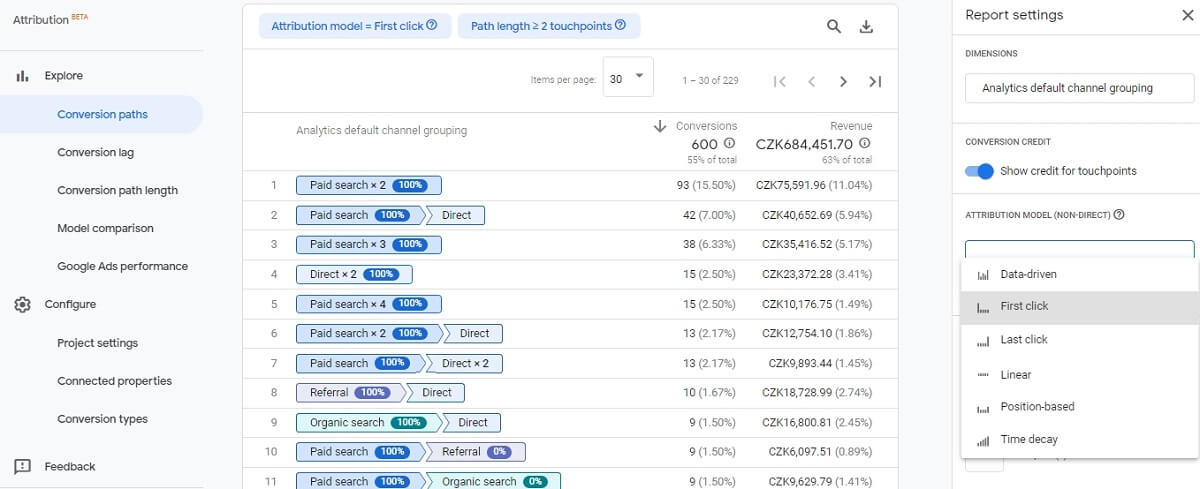 Attribution BETA
Explore
Conversion paths
Conversion lag
Conversion path length
Model comparison
Google Ads performance
Configure
Project settings
Connected properties
Conversion types
Feedback
Attribution model = First click
Path length ≥ 2 touchpoints
Items per page: 30 1 – 30 of 229
Analytics default channel grouping Conversions Revenue
600 CZK684,451.70
55% of total 63% of total
1 Paid search × 2 100% 93 (15.50%) CZK75,591.96 (11.04%)
2 Paid search 100% Direct 42 (7.00%) CZK40,652.69 (5.94%)
3 Paid search × 3 100% 38 (6.33%) CZK35,416.52 (5.17%)
4 Direct × 2 100% 15 (2.50%) CZK23,372.28 (3.41%)
5 Paid search × 4 100% 15 (2.50%) CZK10,176.75 (1.49%)
6 Paid search × 2 100% Direct 13 (2.17%) CZK12,754.10 (1.86%)
7 Paid search 100% Direct × 2 13 (2.17%) CZK9,893.44 (1.45%)
8 Referral 100% Direct 10 (1.67%) CZK18,728.99 (2.74%)
9 Organic search 100% Direct 9 (1.50%) CZK16,800.81 (2.45%)
10 Paid search 100% Referral 0% 9 (1.50%) CZK6,097.51 (0.89%)
11 Paid search 100% Organic search 0% 9 (1.50%) CZK9,629.79 (1.41%)
Report settings
DIMENSIONS
Analytics default channel grouping
CONVERSION CREDIT
Show credit for touchpoints
ATTRIBUTION MODEL (NON-DIRECT)
Data-driven
First click
Last click
Linear
Position-based
Time decay